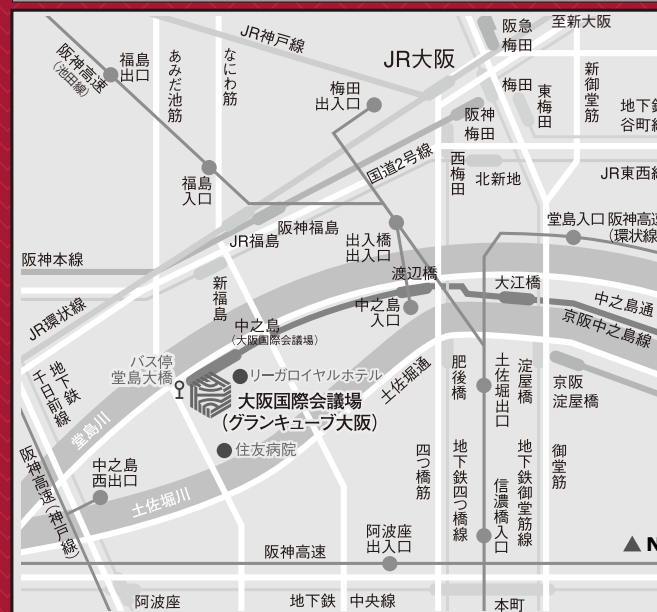 至新大阪
阪急
梅田
JR神戸線
JR大阪
阪神高速
(池田線)
福島
出口
あみだ池筋
なにわ筋
梅田
出入口
梅田
東梅田
新御堂筋
地下鉄
谷町線
阪神
梅田
国道2号線
西梅田
北新地
JR東西線
福島
入口
堂島入口
阪神高速
(環状線)
阪神福島
JR福島
出入橋
出入口
阪神本線
渡辺橋
大江橋
新福島
中之島
入口
中之島通
京阪中之島線
JR環状線
中之島
(大阪国際会議場)
バス停
堂島大橋
リーガロイヤルホテル
大阪国際会議場
(グランキューブ大阪)
土佐堀通
肥後橋
土佐堀出口
淀屋橋
京阪
淀屋橋
地下鉄
千日前線
堂島川
住友病院
中之島
西出口
土佐堀川
阪神高速(神戸線)
四つ橋筋
地下鉄四つ橋線
信濃橋入口
地下鉄御堂筋線
御堂筋
阿波座
出入口
阪神高速
▲N
阿波座
地下鉄
中央線
本町